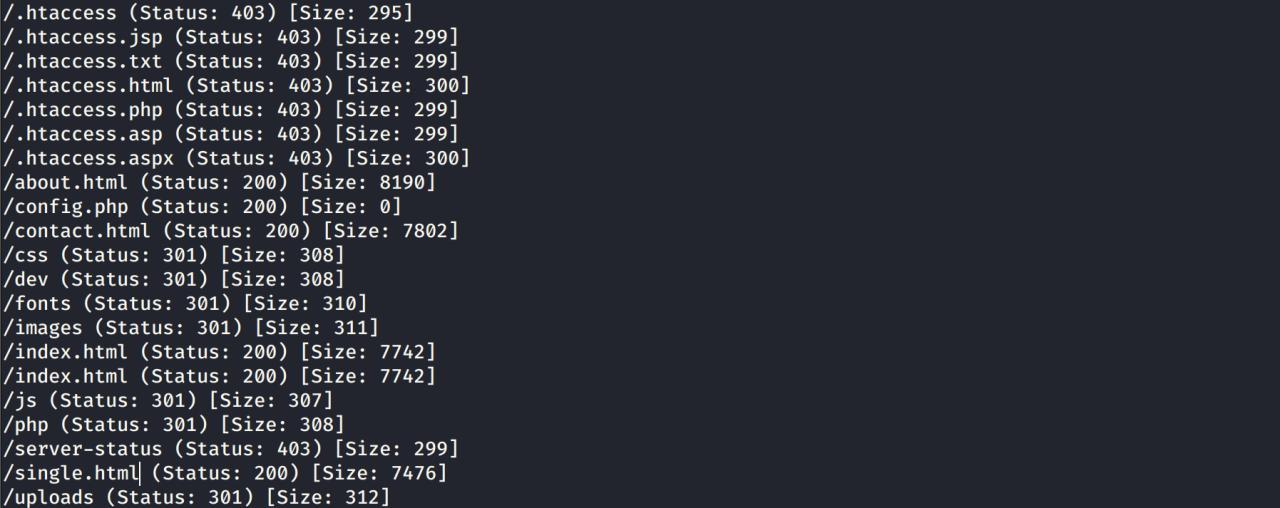 /.htaccess (Status: 403) [Size: 295]
/.htaccess.jsp (Status: 403) [Size: 299]
/.htaccess.txt (Status: 403) [Size: 299]
/.htaccess.html (Status: 403) [Size: 300]
/.htaccess.php (Status: 403) [Size: 299]
/.htaccess.asp (Status: 403) [Size: 299]
/.htaccess.aspx (Status: 403) [Size: 300]
/about.html (Status: 200) [Size: 8190]
/config.php (Status: 200) [Size: 0]
/contact.html (Status: 200) [Size: 7802]
/css (Status: 301) [Size: 308]
/dev (Status: 301) [Size: 308]
/fonts (Status: 301) [Size: 310]
/images (Status: 301) [Size: 311]
/index.html (Status: 200) [Size: 7742]
/index.html (Status: 200) [Size: 7742]
/js (Status: 301) [Size: 307]
/php (Status: 301) [Size: 308]
/server-status (Status: 403) [Size: 299]
/single.html (Status: 200) [Size: 7476]
/uploads (Status: 301) [Size: 312]